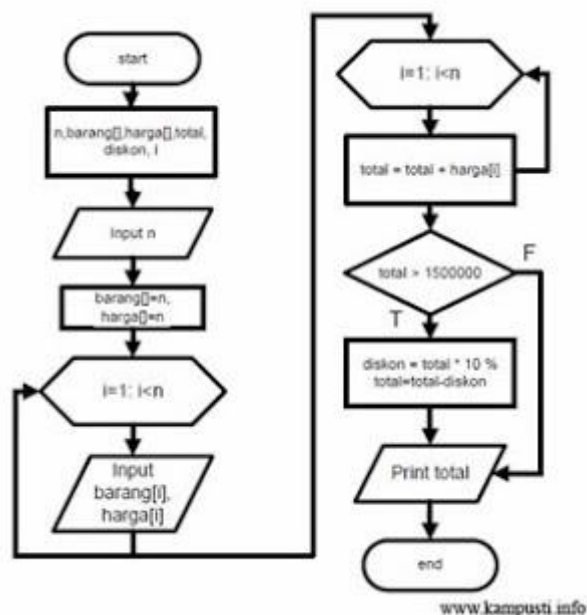 start
n,barang[],harga[],total,
diskon, i
Input n
barang[]=n,
harga[]=n
i=1: i<n
Input
barang[i],
harga[i]
i=1: i<n
total = total + harga[i]
total > 1500000
F
T
diskon = total * 10 %
total=total-diskon
Print total
end
www.kampusti.info